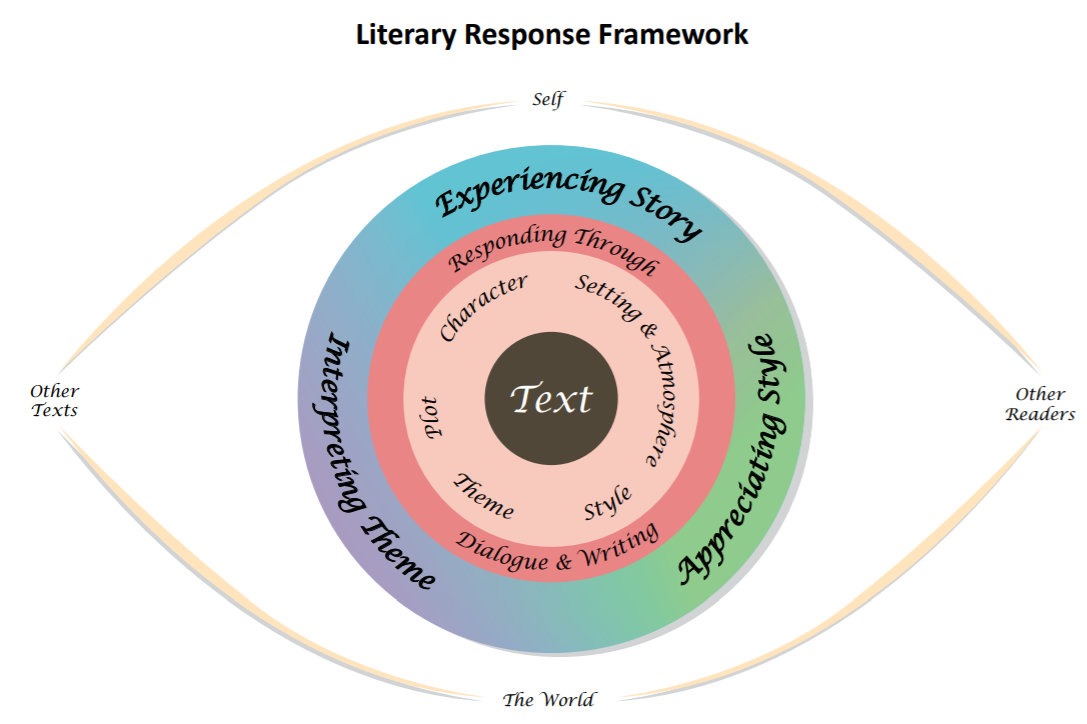 Literary Response Framework
Self
Experiencing Story
Responding Through
Character
Setting & Atmosphere
Interpreting Theme
Appreciating Style
Other
Texts
Plot
Text
Other
Readers
Theme
Style
Dialogue & Writing
The World